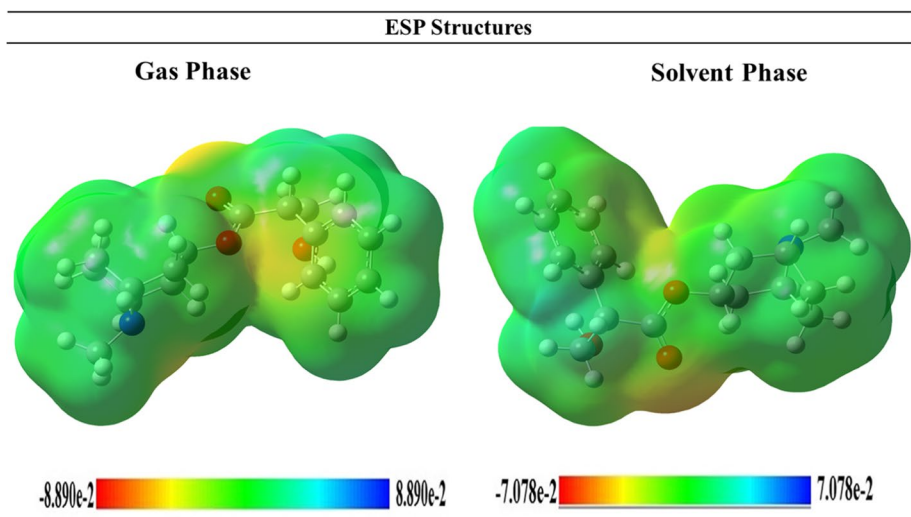 ESP Structures
Gas Phase
Solvent Phase
-8.890e-2
8.890e-2
-7.078e-2
7.078e-2